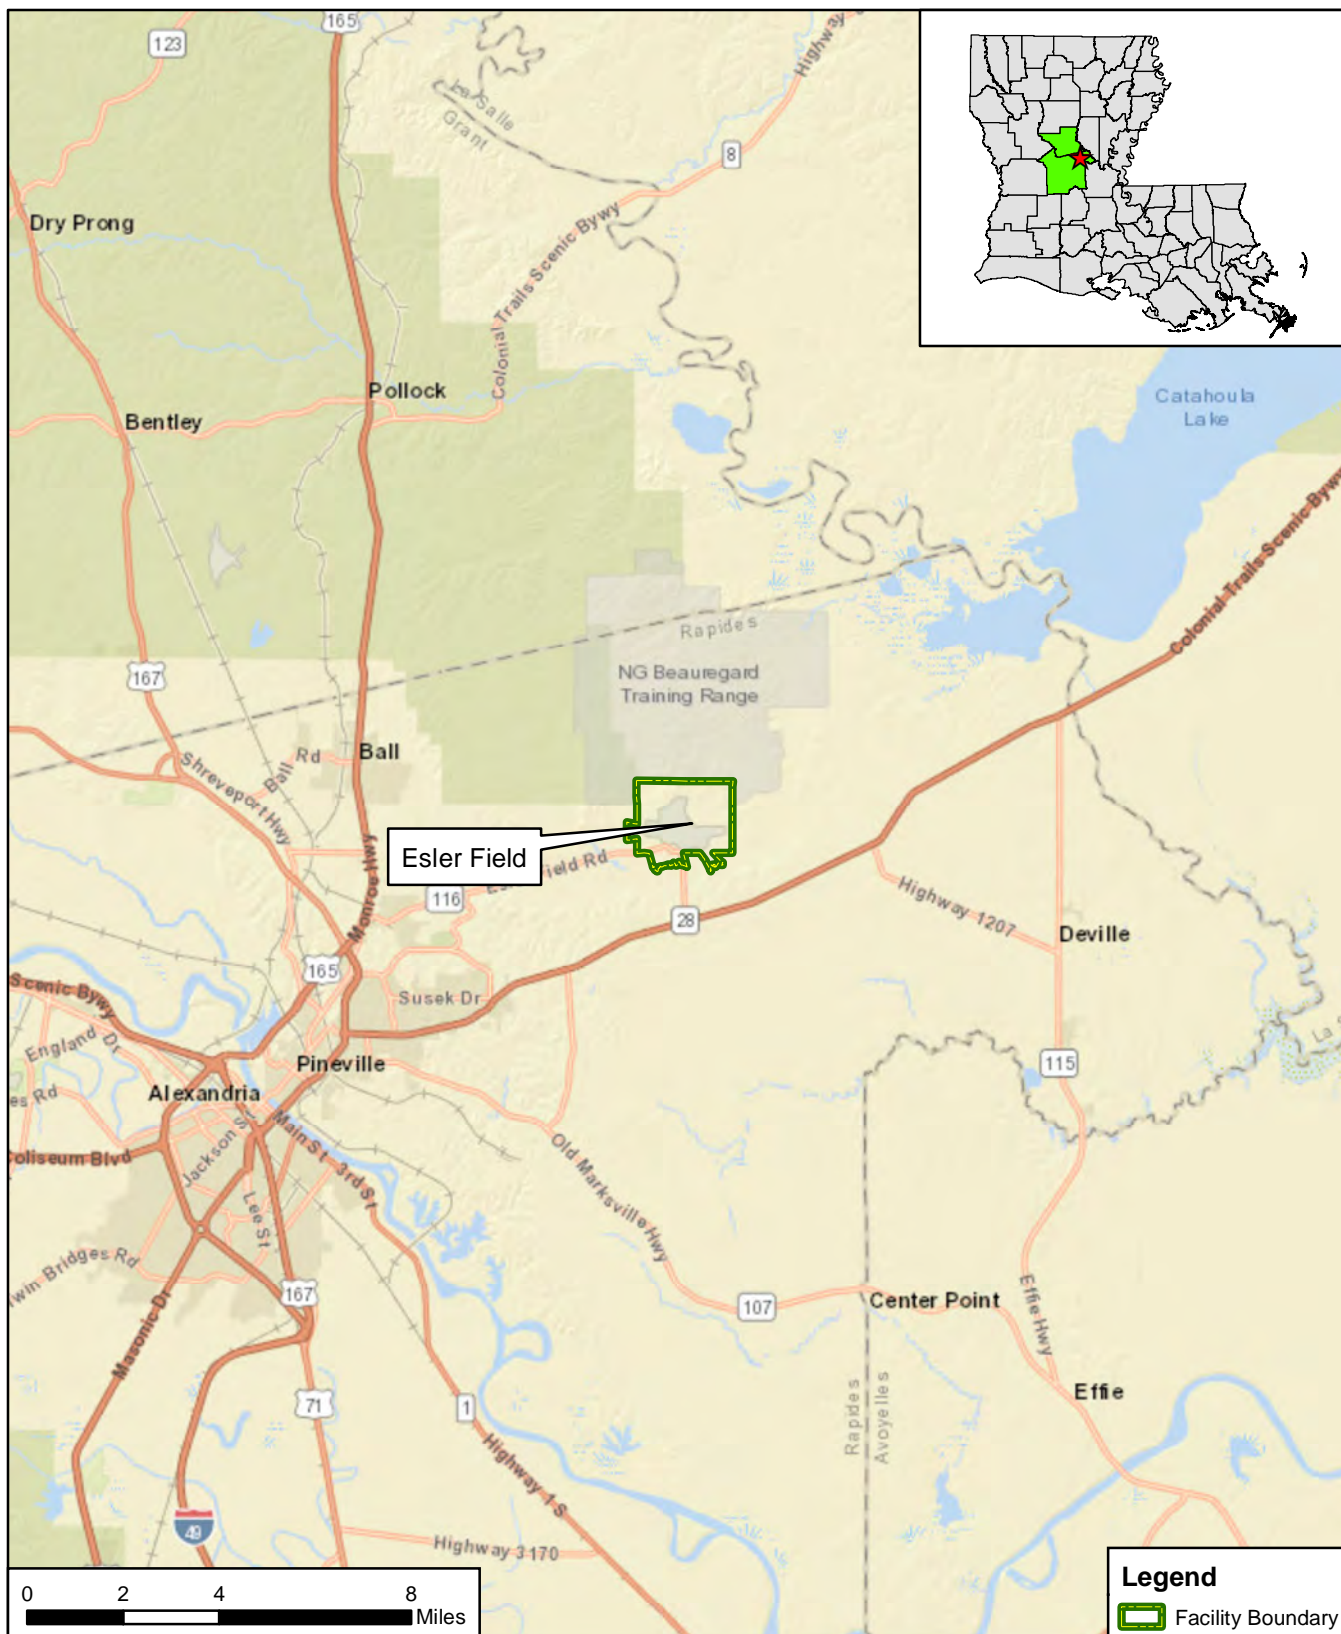 165
123
Highway
La Salle
Grant
8
Dry Prong
Colonial Trails Scenic Bywy
Pollock
Bentley
Catahoula
Lake
Colonial Trails Scenic Bywy
Rapides
NG Beauregard
Training Range
167
Ball
Ball Rd
Shreveport Hwy
Monroe Hwy
Esler Field
Field Rd
116
28
Highway 1207
Deville
165
Susek Dr
Scenic Bywy
England Dr
Pineville
Alexandria
115
es Rd
Coliseum Blvd
Jackson S
Main St
3rd St
Lee St
Old Marksville Hwy
win Bridges Rd
167
Masonic Dr
107
Center Point
Effie Hwy
Effie
71
1
Rapides
Avoyelles
Highway 1 S
49
Highway 3170
0 2 4 8
Miles
Legend
Facility Boundary